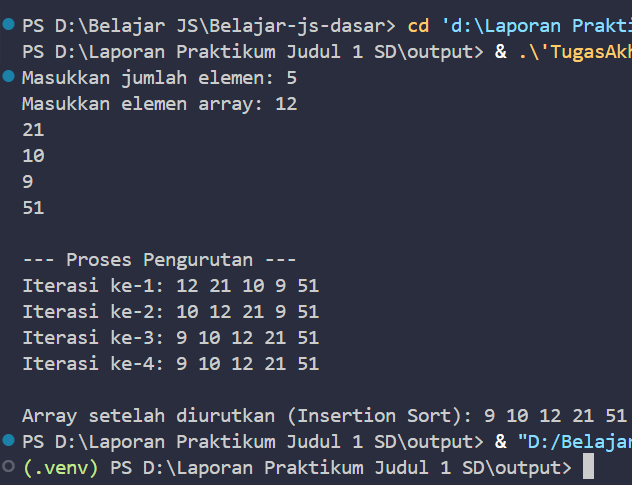 PS D:\Belajar JS\Belajar-js-dasar> cd 'd:\Laporan
PS D:\Laporan Praktikum Judul 1 SD\output> & .\'
Masukkan jumlah elemen: 5
Masukkan elemen array: 12
21
10
9
51
--- Proses Pengurutan ---
Iterasi ke-1: 12 21 10 9 51
Iterasi ke-2: 10 12 21 9 51
Iterasi ke-3: 9 10 12 21 51
Iterasi ke-4: 9 10 12 21 51
Array setelah diurutkan (Insertion Sort): 9 10 12 21 51
PS D:\Laporan Praktikum Judul 1 SD\output> & "D:/Belajar
(.venv) PS D:\Laporan Praktikum Judul 1 SD\output>